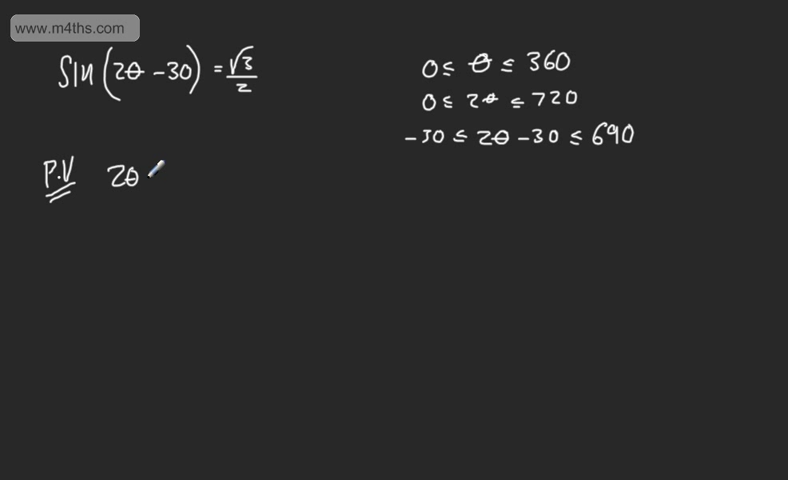 www.m4ths.com
Sin(2θ - 30) = √3/2
0 ≤ θ ≤ 360
0 ≤ 2θ ≤ 720
-30 ≤ 2θ - 30 ≤ 690
P.V 2θ